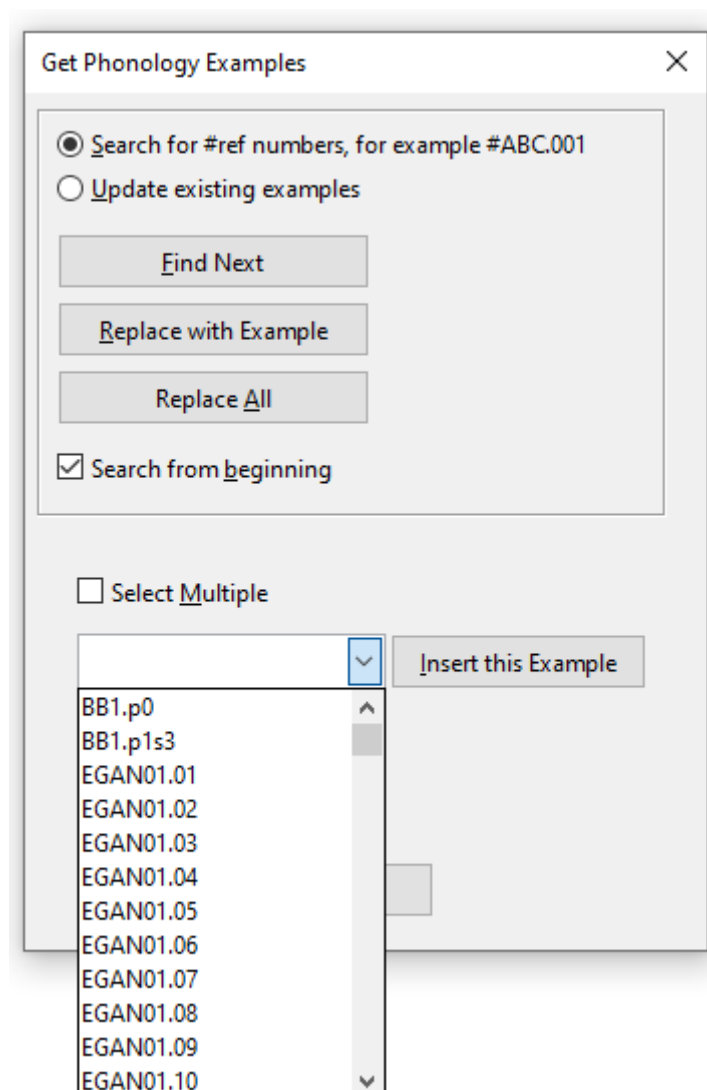 Get Phonology Examples
Search for #ref numbers, for example #ABC.001
Update existing examples
Find Next
Replace with Example
Replace All
Search from beginning
Select Multiple
Insert this Example
BB1.p0
BB1.p1s3
EGAN01.01
EGAN01.02
EGAN01.03
EGAN01.04
EGAN01.05
EGAN01.06
EGAN01.07
EGAN01.08
EGAN01.09
EGAN01.10